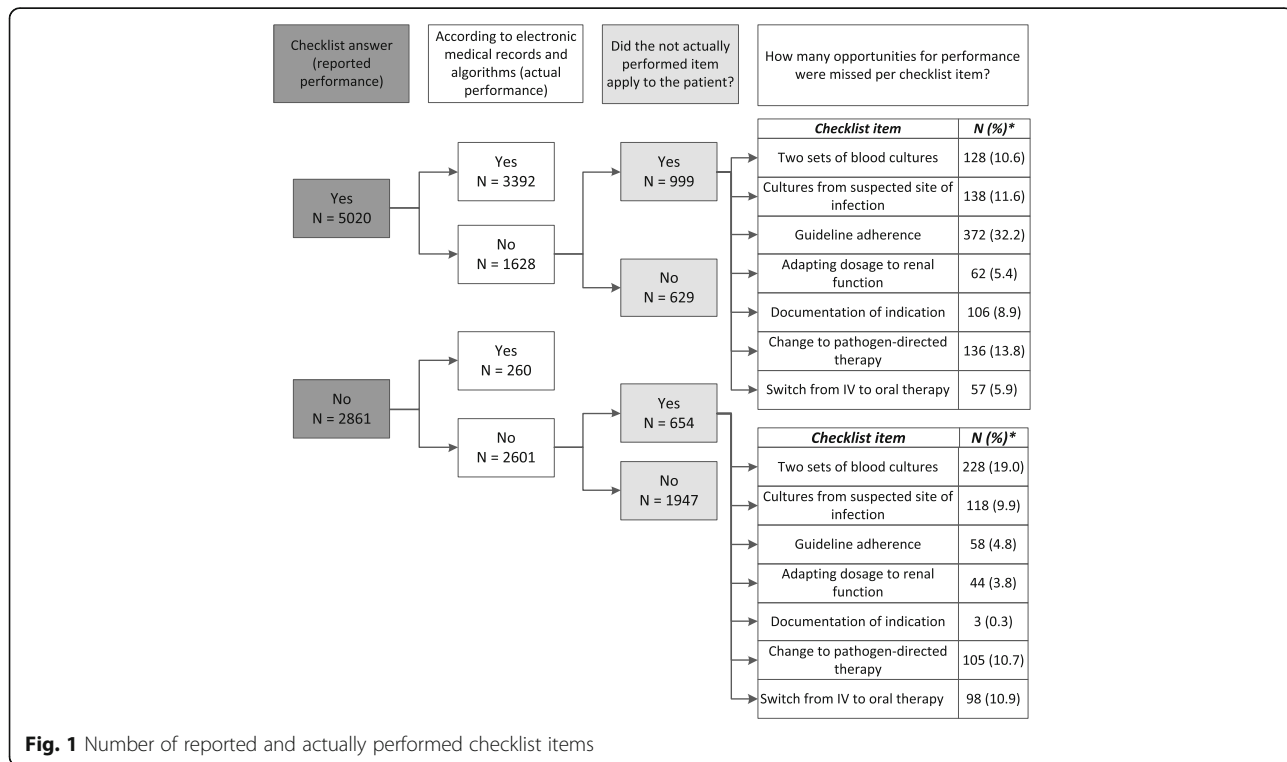 Checklist answer
(reported
performance)
According to electronic
medical records and
algorithms (actual
performance)
Did the not actually
performed item
apply to the patient?
How many opportunities for performance
were missed per checklist item?
Yes
N = 5020
Yes
N = 3392
No
N = 1628
Yes
N = 999
No
N = 629
Checklist item N (%)*
Two sets of blood cultures 128 (10.6)
Cultures from suspected site of
infection 138 (11.6)
Guideline adherence 372 (32.2)
Adapting dosage to renal
function 62 (5.4)
Documentation of indication 106 (8.9)
Change to pathogen-directed
therapy 136 (13.8)
Switch from IV to oral therapy 57 (5.9)
No
N = 2861
Yes
N = 260
No
N = 2601
Yes
N = 654
No
N = 1947
Checklist item N (%)*
Two sets of blood cultures 228 (19.0)
Cultures from suspected site of
infection 118 (9.9)
Guideline adherence 58 (4.8)
Adapting dosage to renal
function 44 (3.8)
Documentation of indication 3 (0.3)
Change to pathogen-directed
therapy 105 (10.7)
Switch from IV to oral therapy 98 (10.9)
Fig. 1 Number of reported and actually performed checklist items